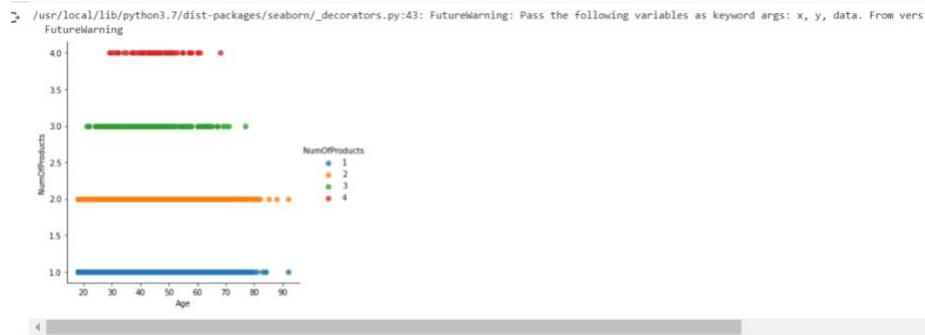 /usr/local/lib/python3.7/dist-packages/seaborn/_decorators.py:43: FutureWarning: Pass the following variables as keyword args: x, y, data. From vers
FutureWarning
4.0
3.5
3.0
2.5
2.0
1.5
1.0
NumOfProducts
20 30 40 50 60 70 80 90
Age
NumOfProducts
1
2
3
4